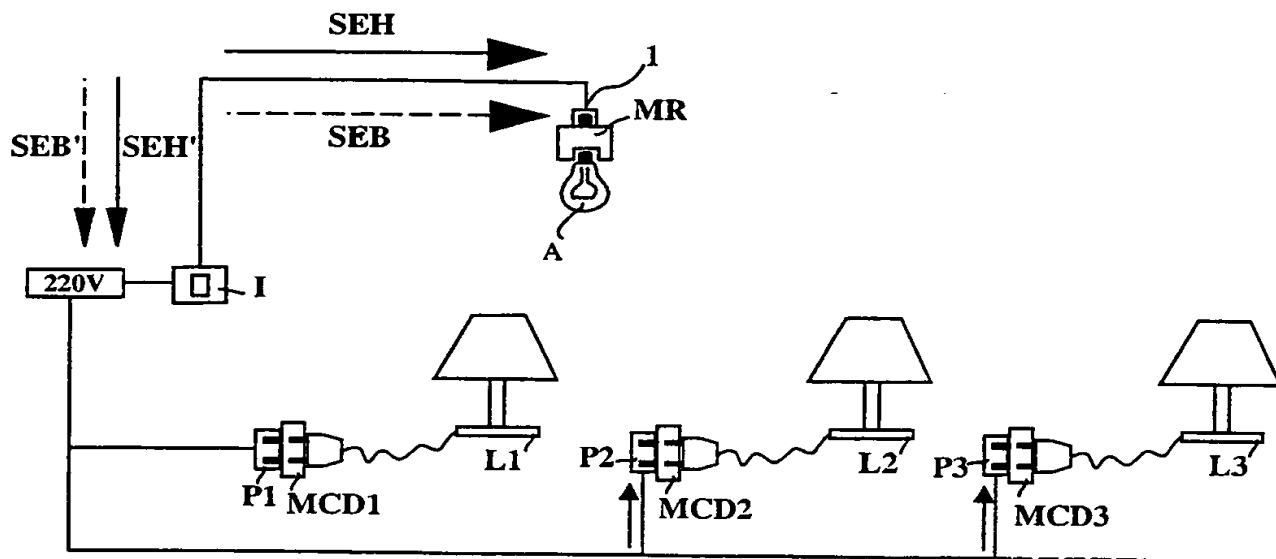 SEH
1
MR
SEB
SEB' SEH'
A
220V I
P1 MCD1 L1
P2 MCD2 L2
P3 MCD3 L3